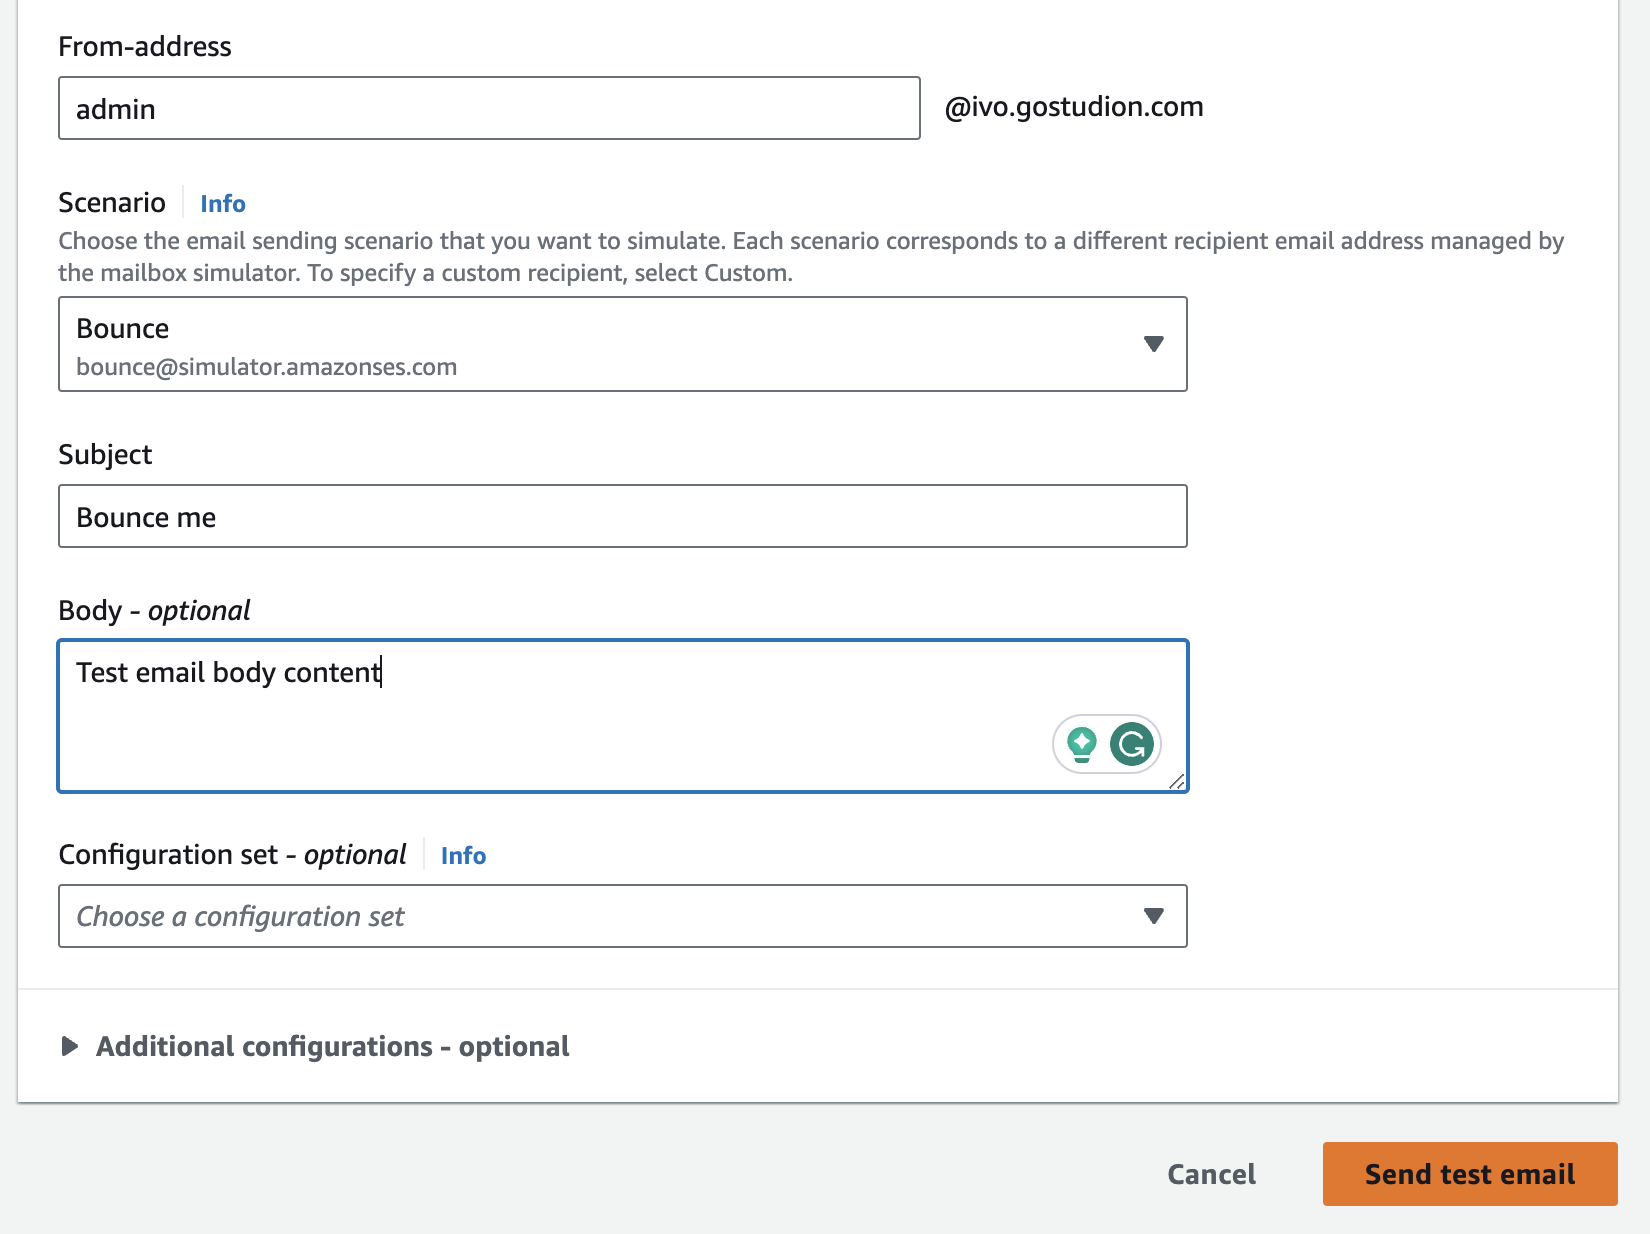 From-address
admin @ivo.gostudion.com
Scenario Info
Choose the email sending scenario that you want to simulate. Each scenario corresponds to a different recipient email address managed by
the mailbox simulator. To specify a custom recipient, select Custom.
Bounce
bounce@simulator.amazonses.com
Subject
Bounce me
Body - optional
Test email body content
Configuration set - optional Info
Choose a configuration set
Additional configurations - optional
Cancel Send test email